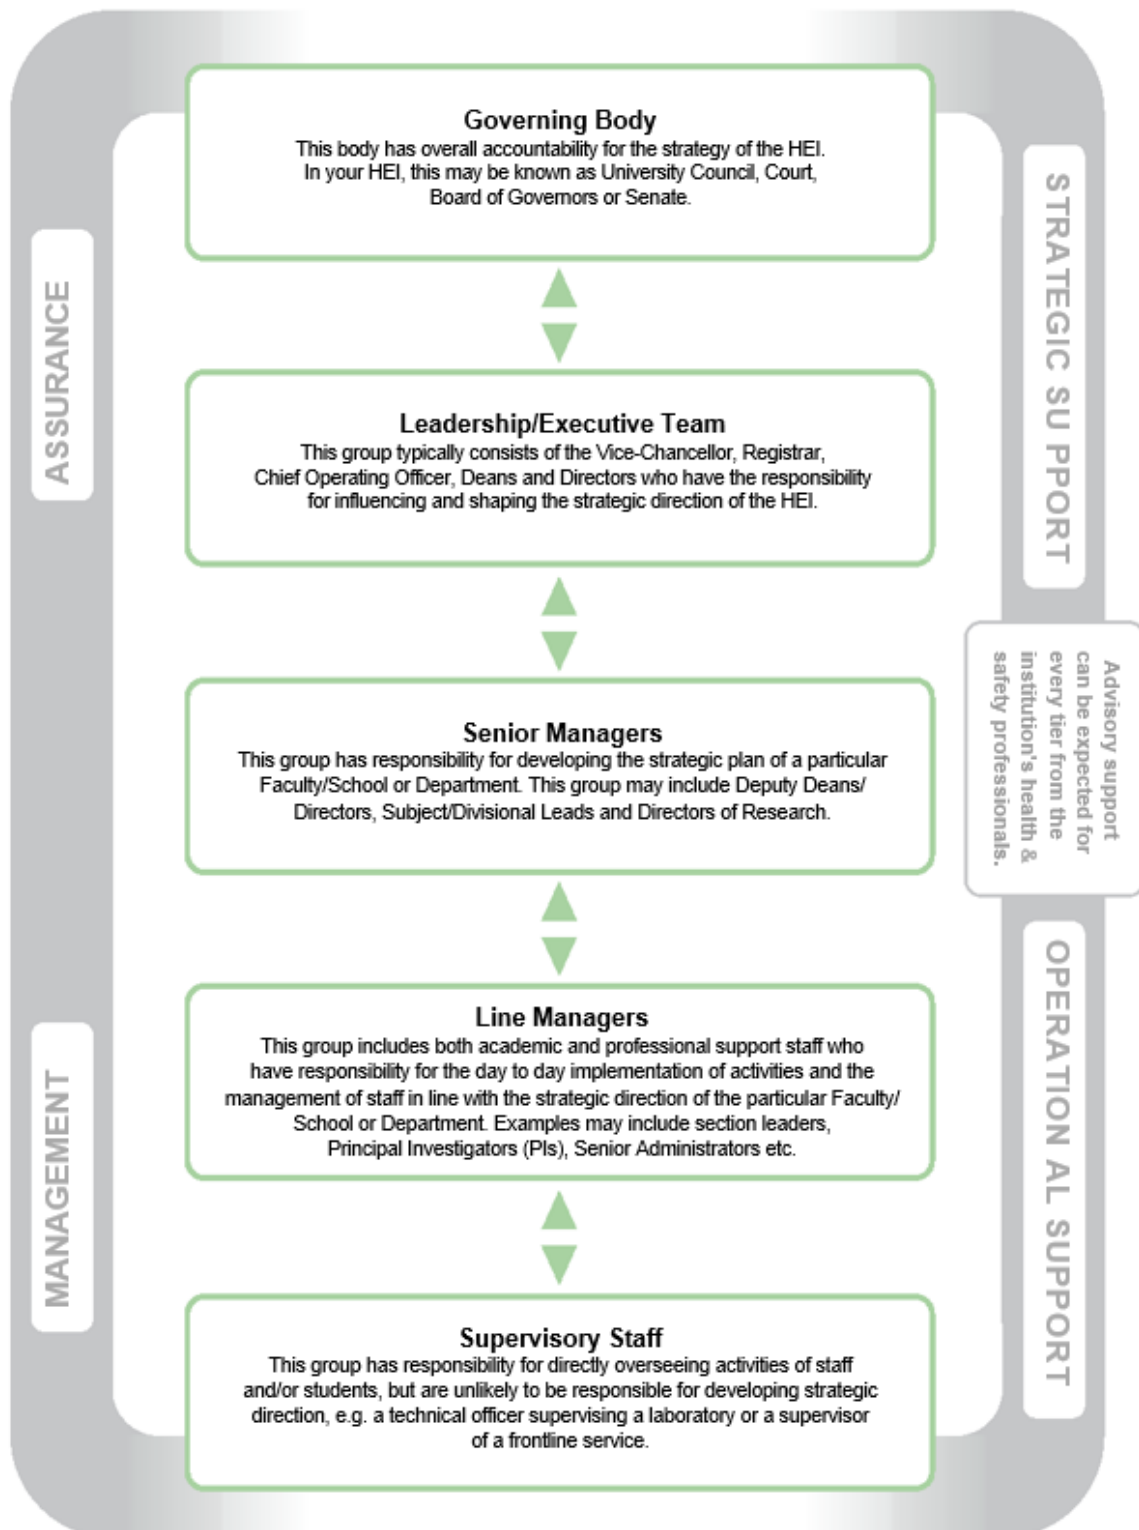 Governing Body
This body has overall accountability for the strategy of the HEI.
In your HEI, this may be known as University Council, Court,
Board of Governors or Senate.
ASSURANCE
STRATEGIC SU PPORT
Leadership/Executive Team
This group typically consists of the Vice-Chancellor, Registrar,
Chief Operating Officer, Deans and Directors who have the responsibility
for influencing and shaping the strategic direction of the HEI.
Advisory support
can be expected for
every tier from the
institution's health &
safety professionals.
Senior Managers
This group has responsibility for developing the strategic plan of a particular
Faculty/School or Department. This group may include Deputy Deans/
Directors, Subject/Divisional Leads and Directors of Research.
Line Managers
This group includes both academic and professional support staff who
have responsibility for the day to day implementation of activities and the
management of staff in line with the strategic direction of the particular Faculty/
School or Department. Examples may include section leaders,
Principal Investigators (PIs), Senior Administrators etc.
MANAGEMENT
OPERATION AL SUPPORT
Supervisory Staff
This group has responsibility for directly overseeing activities of staff
and/or students, but are unlikely to be responsible for developing strategic
direction, e.g. a technical officer supervising a laboratory or a supervisor
of a frontline service.